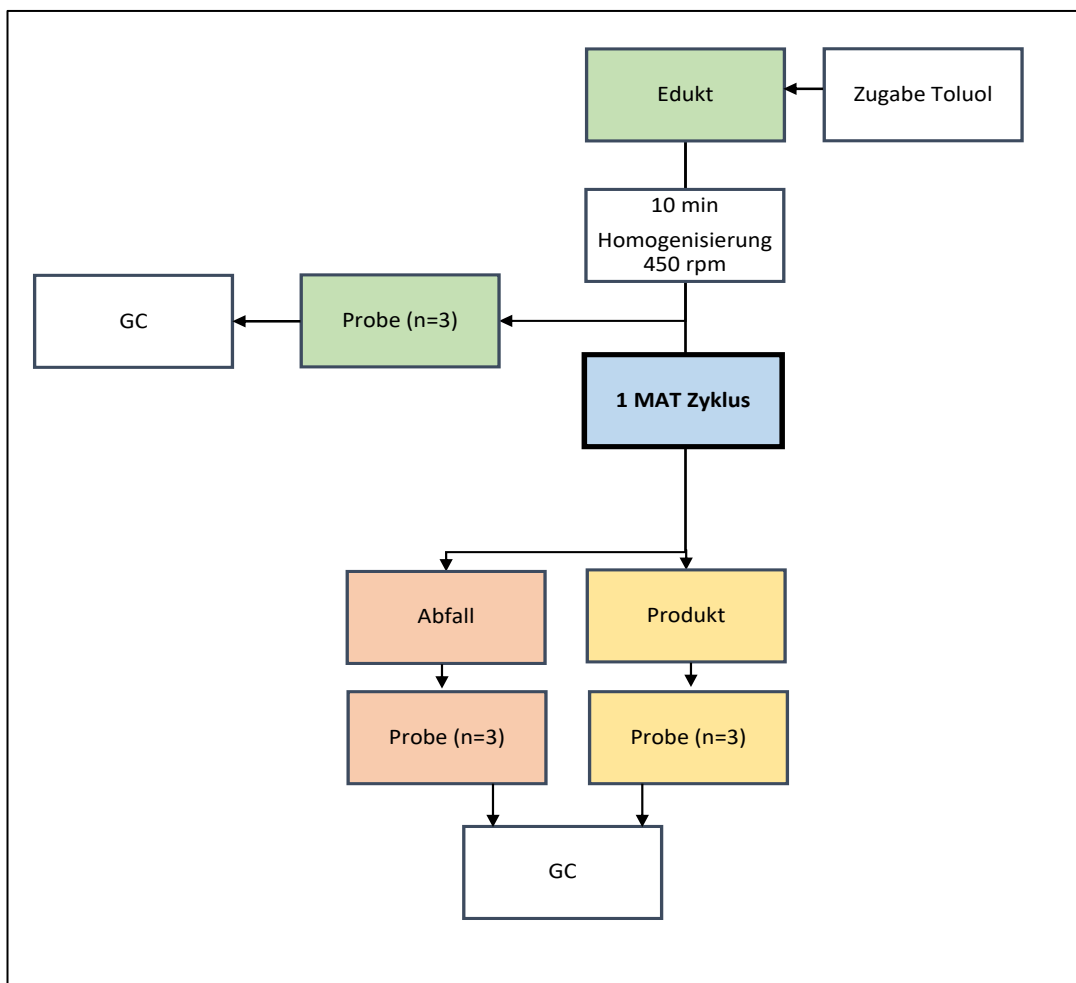 Edukt
Zugabe Toluol
10 min
Homogenisierung
450 rpm
GC
Probe (n=3)
1 MAT Zyklus
Abfall
Produkt
Probe (n=3)
Probe (n=3)
GC